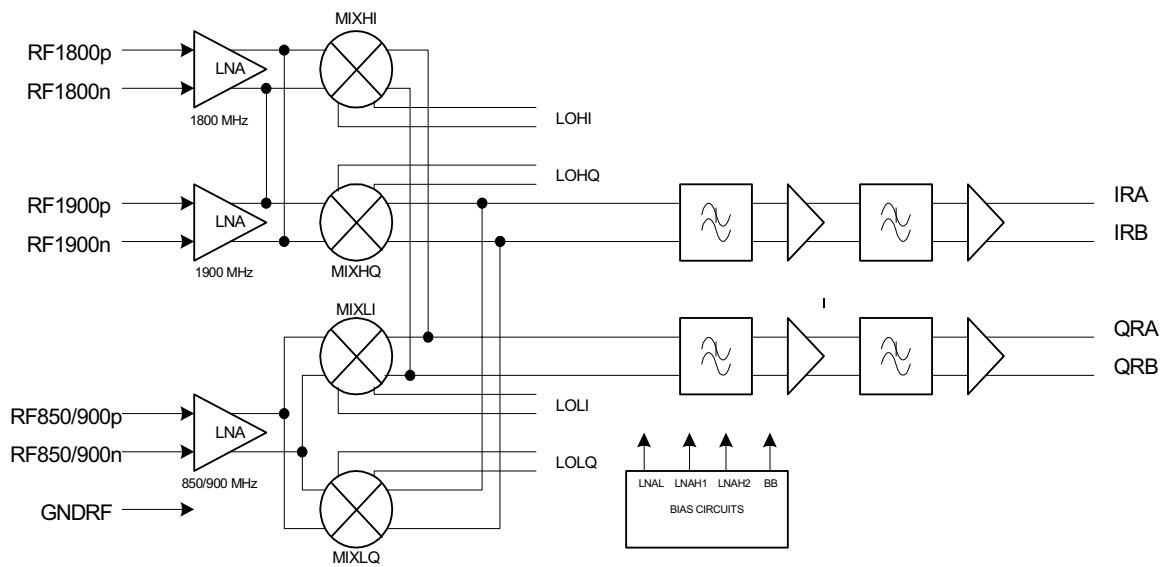 MIXHI
RF1800p
LNA
RF1800n
1800 MHz
LOHI
LOHQ
RF1900p
LNA
RF1900n
1900 MHz
MIXHQ
IRA
IRB
MIXLI
QRA
QRB
LOLI
RF850/900p
LNA
RF850/900n
850/900 MHz
LOLQ
GNDRF
MIXLQ
LNAL LNAH1 LNAH2 BB
BIAS CIRCUITS